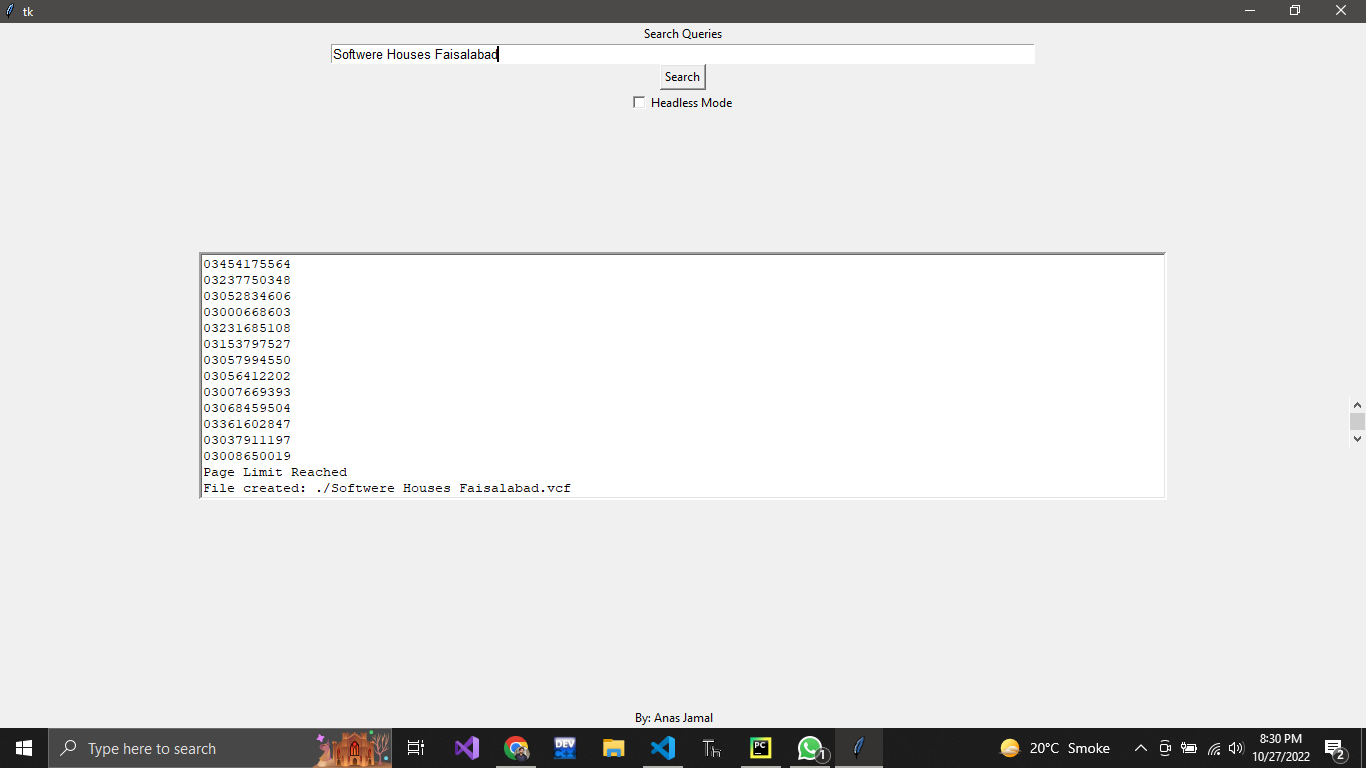 tk
Search Queries
Softwere Houses Faisalabad
Search
Headless Mode
03454175564
03237750348
03052834606
03000668603
03231685108
03153797527
03057994550
03056412202
03007669393
03068459504
03361602847
03037911197
03008650019
Page Limit Reached
File created: ./Softwere Houses Faisalabad.vcf
By: Anas Jamal
Type here to search
DEV
Th
PC
1
20°C Smoke
8:30 PM
10/27/2022
2